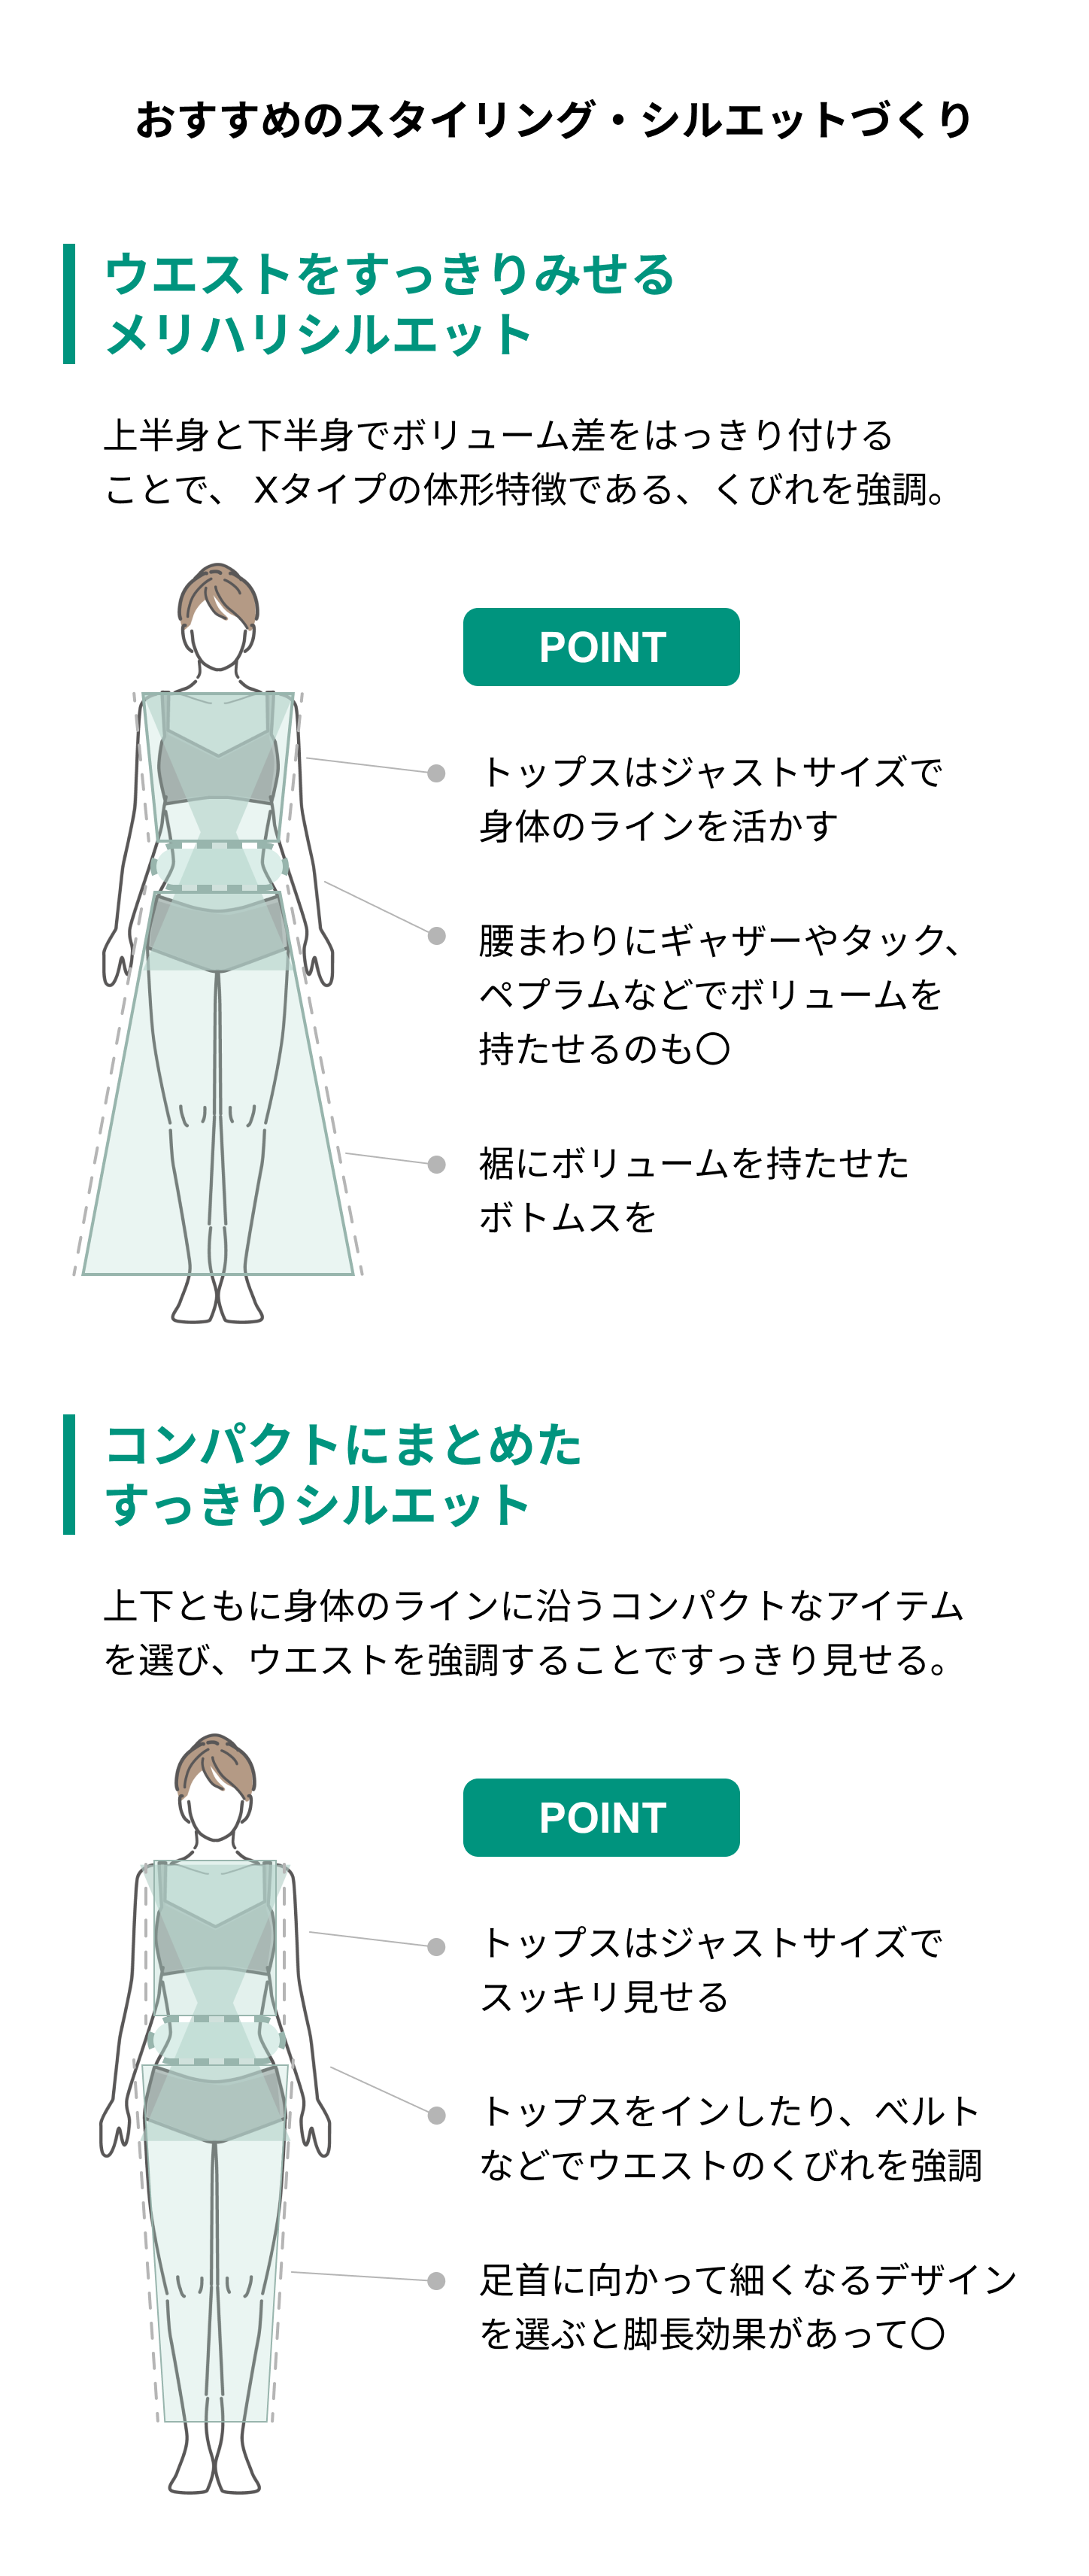 おすすめのスタイリング・シルエットづくり
ウエストをすっきりみせる
メリハリシルエット
上半身と下半身でボリューム差をはっきり付ける
ことで、 Xタイプの体形特徴である、くびれを強調。
POINT
トップスはジャストサイズで
身体のラインを活かす
腰まわりにギャザーやタック、
ペプラムなどでボリュームを
持たせるのも〇
裾にボリュームを持たせた
ボトムスを
コンパクトにまとめた
すっきりシルエット
上下ともに身体のラインに沿うコンパクトなアイテム
を選び、ウエストを強調することですっきり見せる。
POINT
トップスはジャストサイズで
スッキリ見せる
トップスをインしたり、ベルト
などでウエストのくびれを強調
足首に向かって細くなるデザイン
を選ぶと脚長効果があって〇